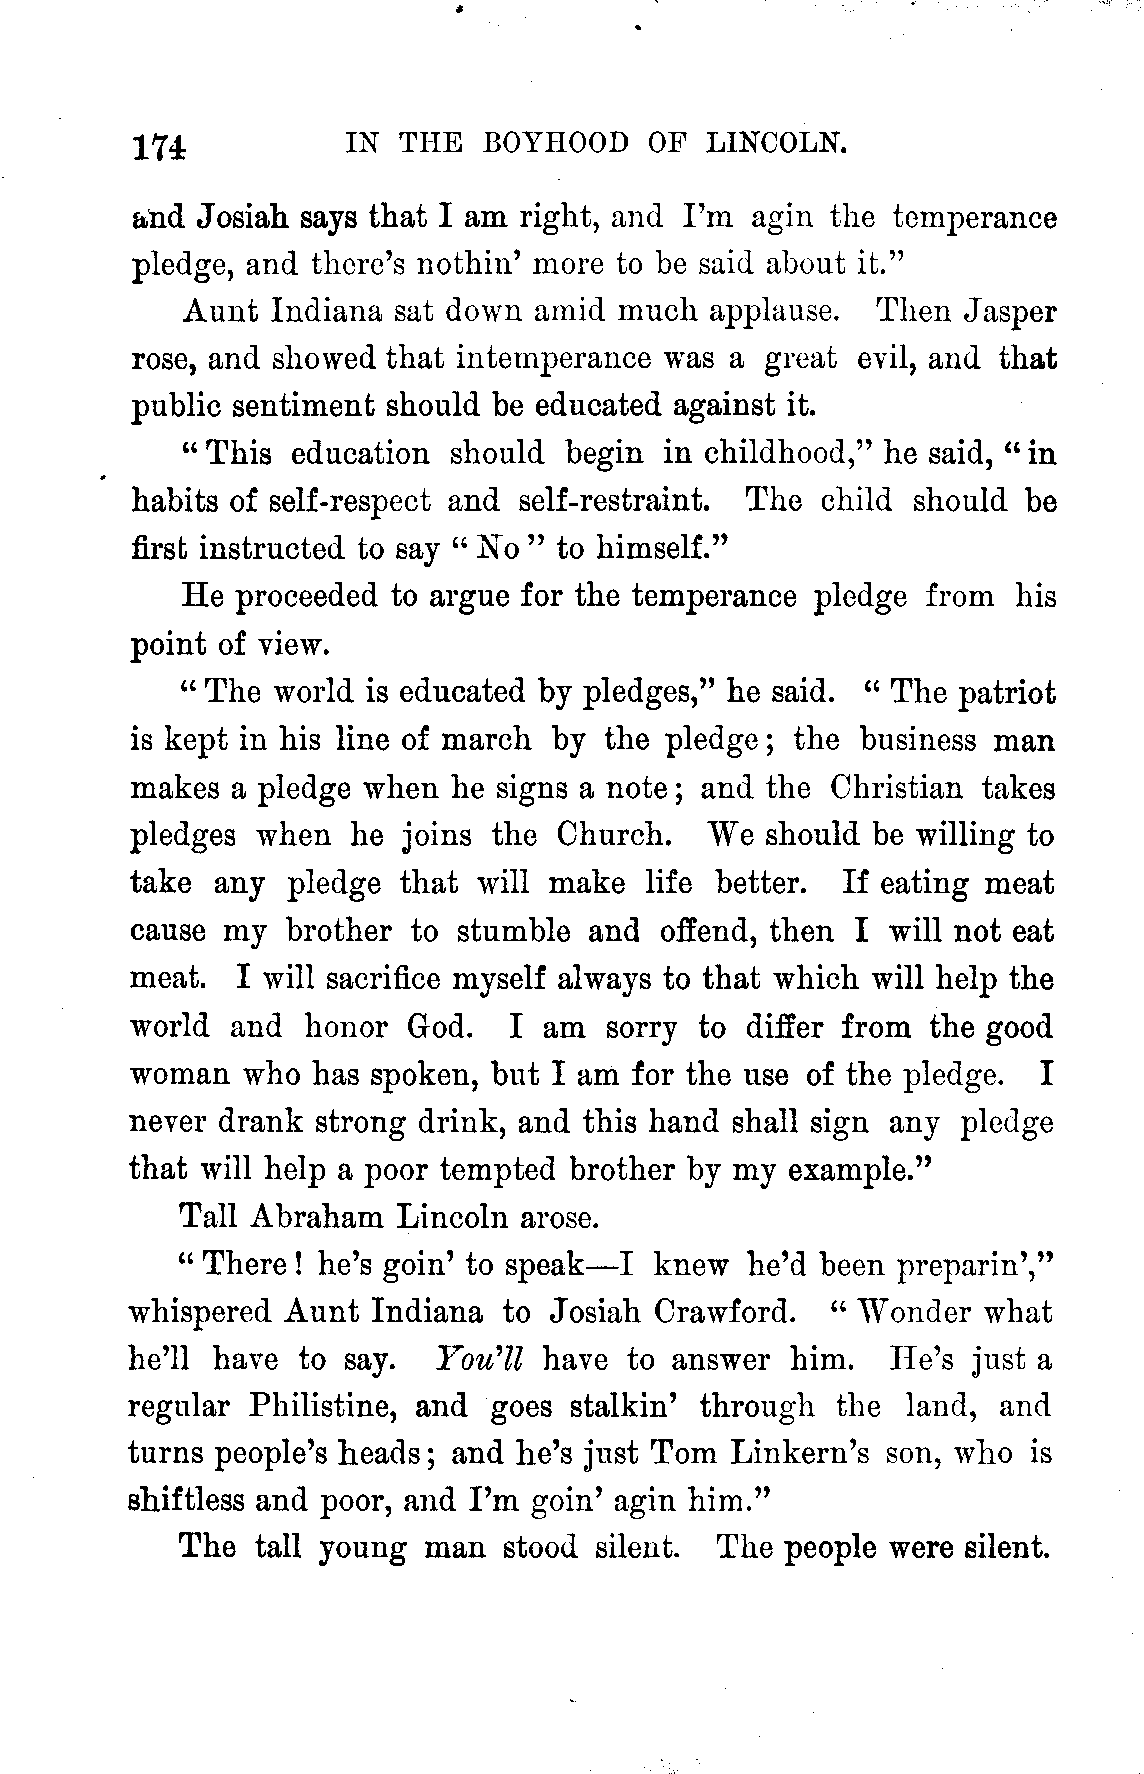 174 IN THE BOYHOOD OF LINCOLN.
and Josiah says that I am right, and I'm agin the temperance
pledge, and there's nothin' more to be said about it."
Aunt Indiana sat down amid much applause. Then Jasper
rose, and showed that intemperance was a great evil, and that
public sentiment should be educated against it.
"This education should begin in childhood," he said, "in
habits of self-respect and self-restraint. The child should be
first instructed to say "No" to himself."
He proceeded to argue for the temperance pledge from his
point of view.
"The world is educated by pledges," he said. "The patriot
is kept in his line of march by the pledge; the business man
makes a pledge when he signs a note; and the Christian takes
pledges when he joins the Church. We should be willing to
take any pledge that will make life better. If eating meat
cause my brother to stumble and offend, then I will not eat
meat. I will sacrifice myself always to that which will help the
world and honor God. I am sorry to differ from the good
woman who has spoken, but I am for the use of the pledge. I
never drank strong drink, and this hand shall sign any pledge
that will help a poor tempted brother by my example."
Tall Abraham Lincoln arose.
"There! he's goin' to speak—I knew he'd been preparin',"
whispered Aunt Indiana to Josiah Crawford. "Wonder what
he'll have to say. You'll have to answer him. He's just a
regular Philistine, and goes stalkin' through the land, and
turns people's heads; and he's just Tom Linkern's son, who is
shiftless and poor, and I'm goin' agin him."
The tall young man stood silent. The people were silent.